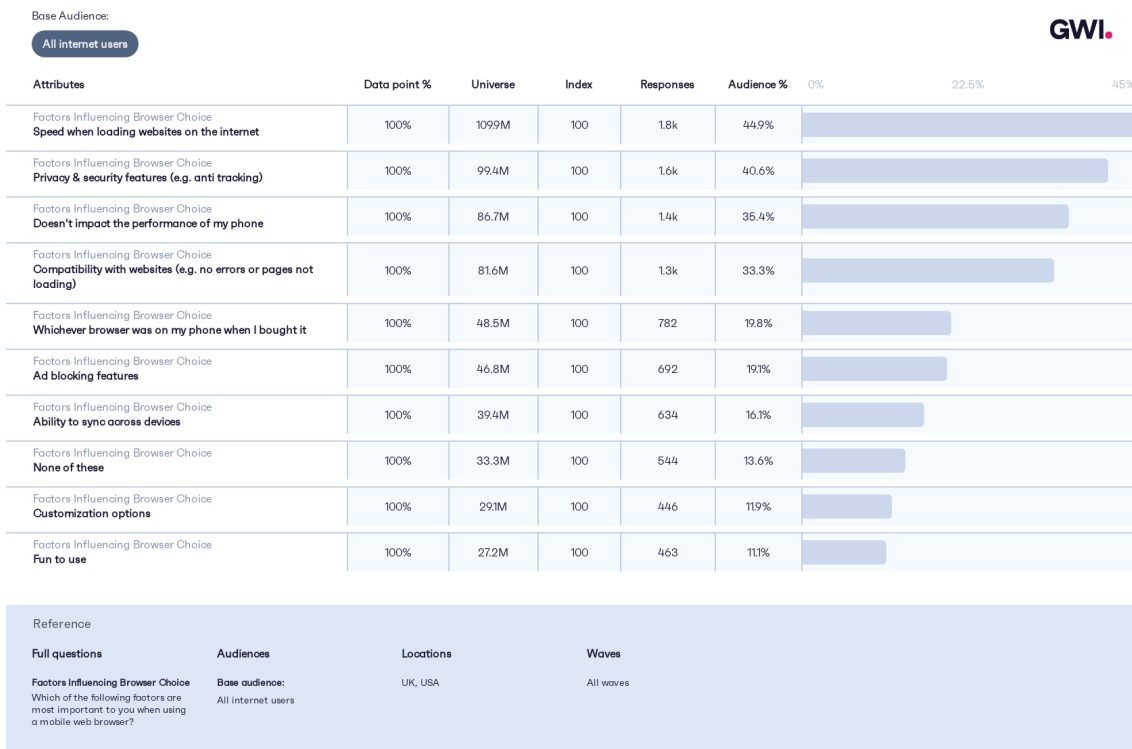 Base Audience:
All internet users
GWI.
Attributes Data point % Universe Index Responses Audience % 0% 22.5% 45%
Factors Influencing Browser Choice
Speed when loading websites on the internet
100% 109.9M 100 1.8k 44.9%
Factors Influencing Browser Choice
Privacy & security features (e.g. anti tracking)
100% 99.4M 100 1.6k 40.6%
Factors Influencing Browser Choice
Doesn't impact the performance of my phone
100% 86.7M 100 1.4k 35.4%
Factors Influencing Browser Choice
Compatibility with websites (e.g. no errors or pages not
loading)
100% 81.6M 100 1.3k 33.3%
Factors Influencing Browser Choice
Whichever browser was on my phone when I bought it
100% 48.5M 100 782 19.8%
Factors Influencing Browser Choice
Ad blocking features
100% 46.8M 100 692 19.1%
Factors Influencing Browser Choice
Ability to sync across devices
100% 39.4M 100 634 16.1%
Factors Influencing Browser Choice
None of these
100% 33.3M 100 544 13.6%
Factors Influencing Browser Choice
Customization options
100% 29.1M 100 446 11.9%
Factors Influencing Browser Choice
Fun to use
100% 27.2M 100 463 11.1%
Reference
Full questions
Factors Influencing Browser Choice
Which of the following factors are
most important to you when using
a mobile web browser?
Audiences
Base audience:
All internet users
Locations
UK, USA
Waves
All waves